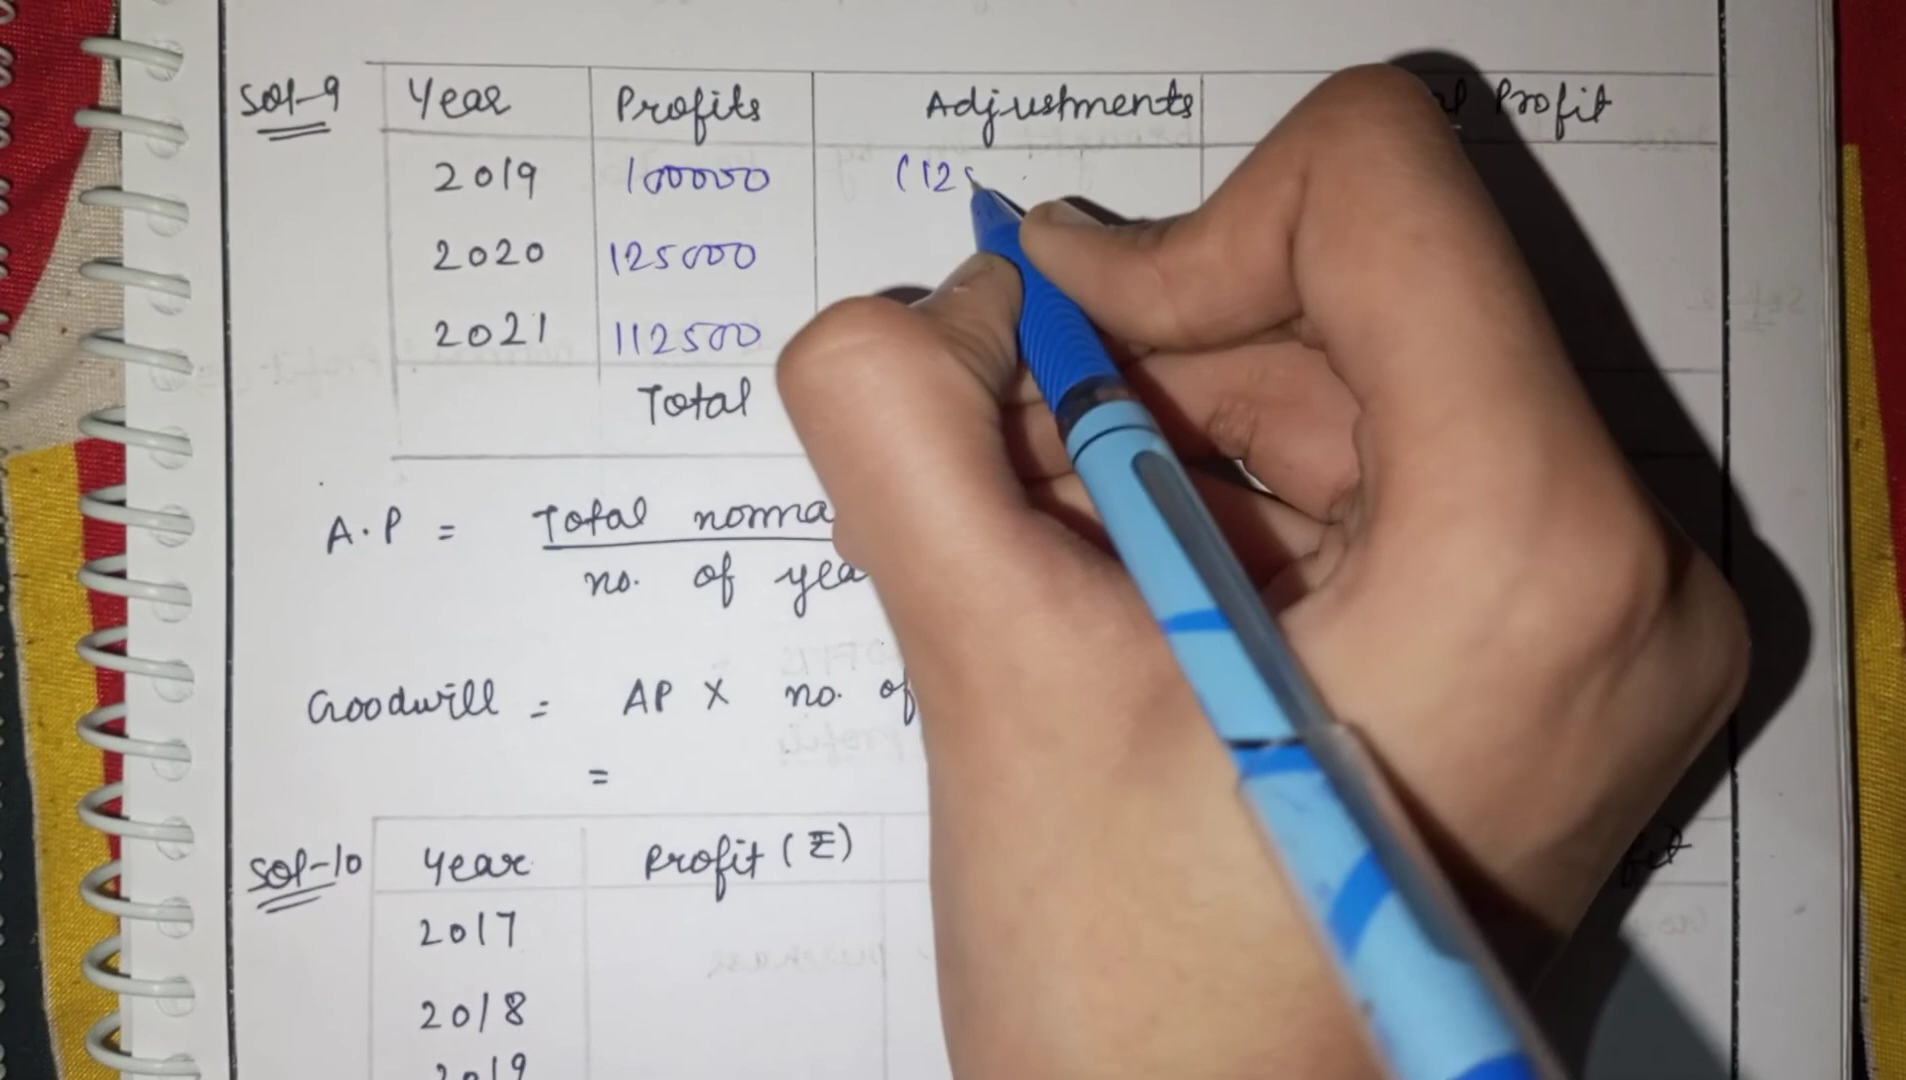 Sol-9 Year Profits Adjustments Profit
2019 100000 (12
2020 125000
2021 112500
Total
A.P = Total norma
no. of yea
Goodwill = AP X no. of
=
Sol-10 Year Profit (₹)
2017
2018
2019